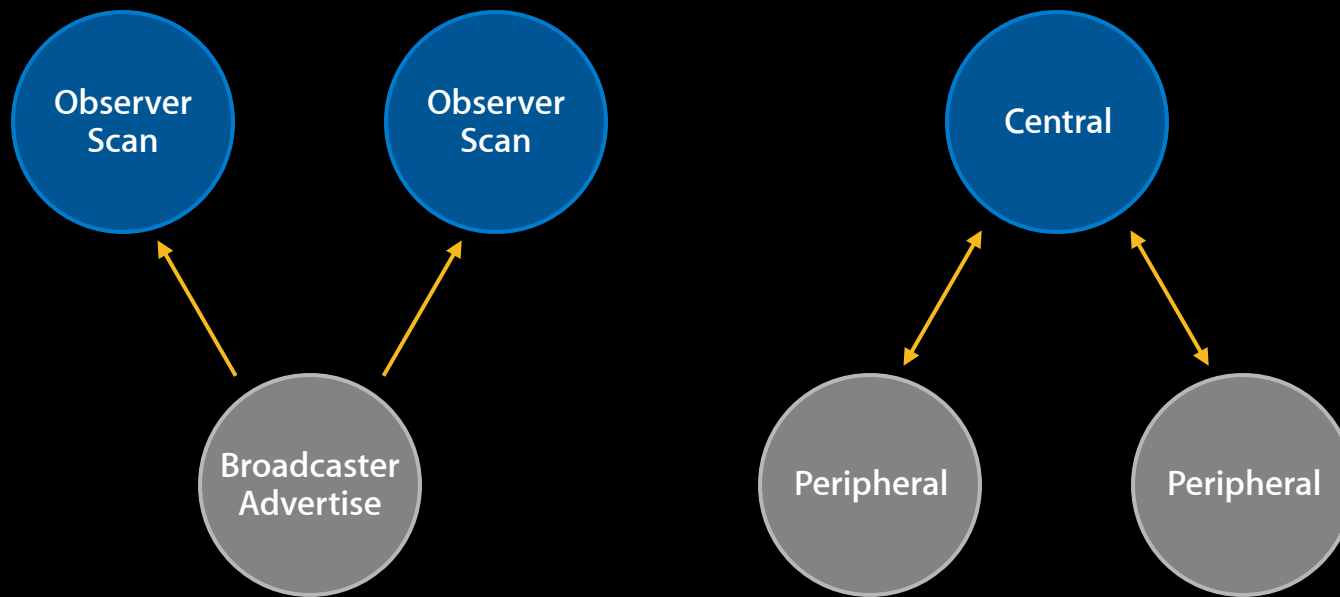 Observer
Scan
Observer
Scan
Central
Broadcaster
Advertise
Peripheral
Peripheral